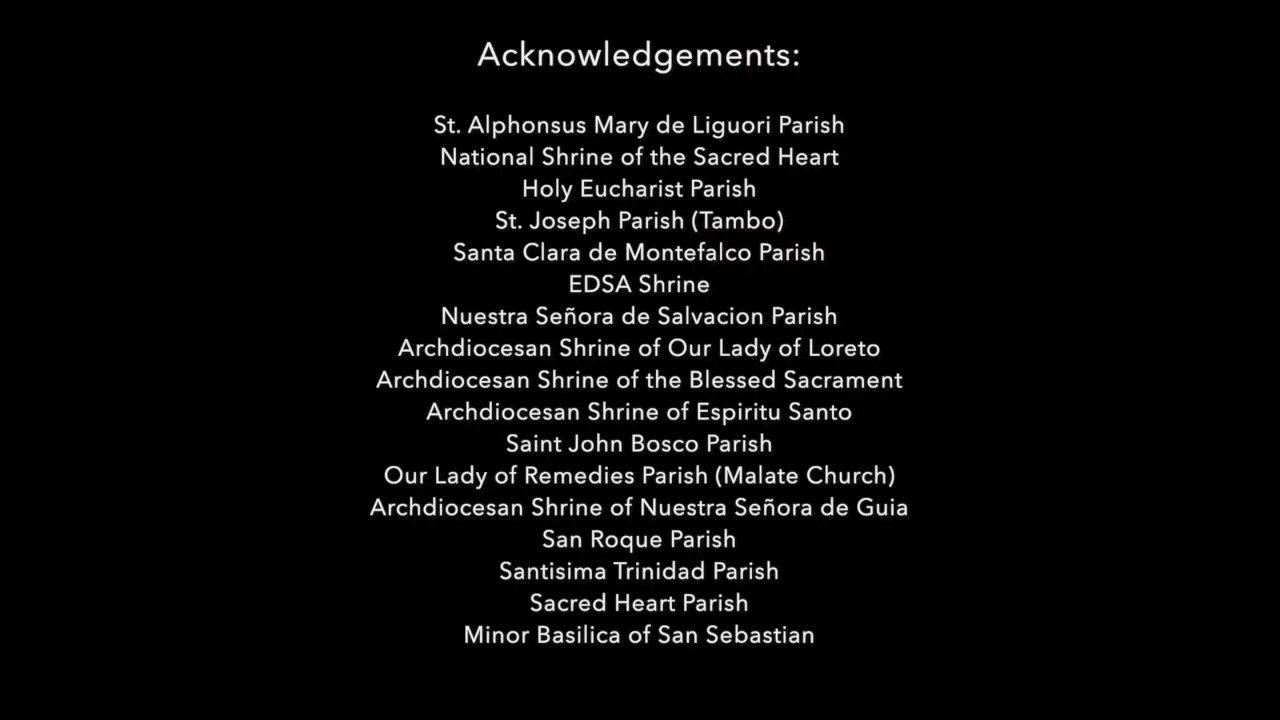 Acknowledgements:
St. Alphonsus Mary de Liguori Parish
National Shrine of the Sacred Heart
Holy Eucharist Parish
St. Joseph Parish (Tambo)
Santa Clara de Montefalco Parish
EDSA Shrine
Nuestra Señora de Salvacion Parish
Archdiocesan Shrine of Our Lady of Loreto
Archdiocesan Shrine of the Blessed Sacrament
Archdiocesan Shrine of Espiritu Santo
Saint John Bosco Parish
Our Lady of Remedies Parish (Malate Church)
Archdiocesan Shrine of Nuestra Señora de Guia
San Roque Parish
Santisima Trinidad Parish
Sacred Heart Parish
Minor Basilica of San Sebastian